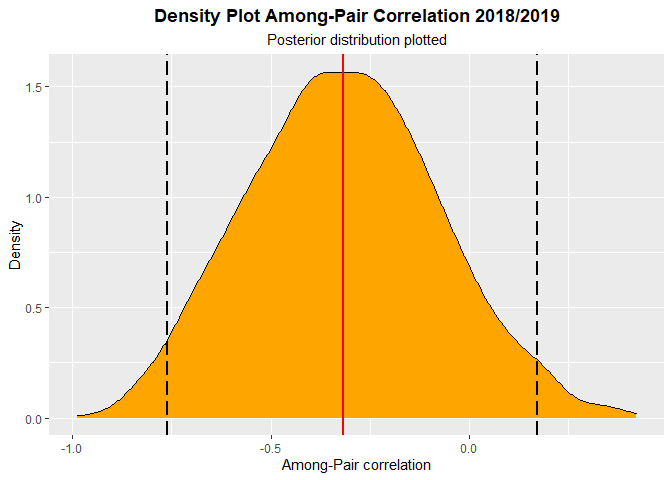 Density Plot Among-Pair Correlation 2018/2019
Posterior distribution plotted
Density
1.5
1.0
0.5
0.0
-1.0
-0.5
0.0
Among-Pair correlation